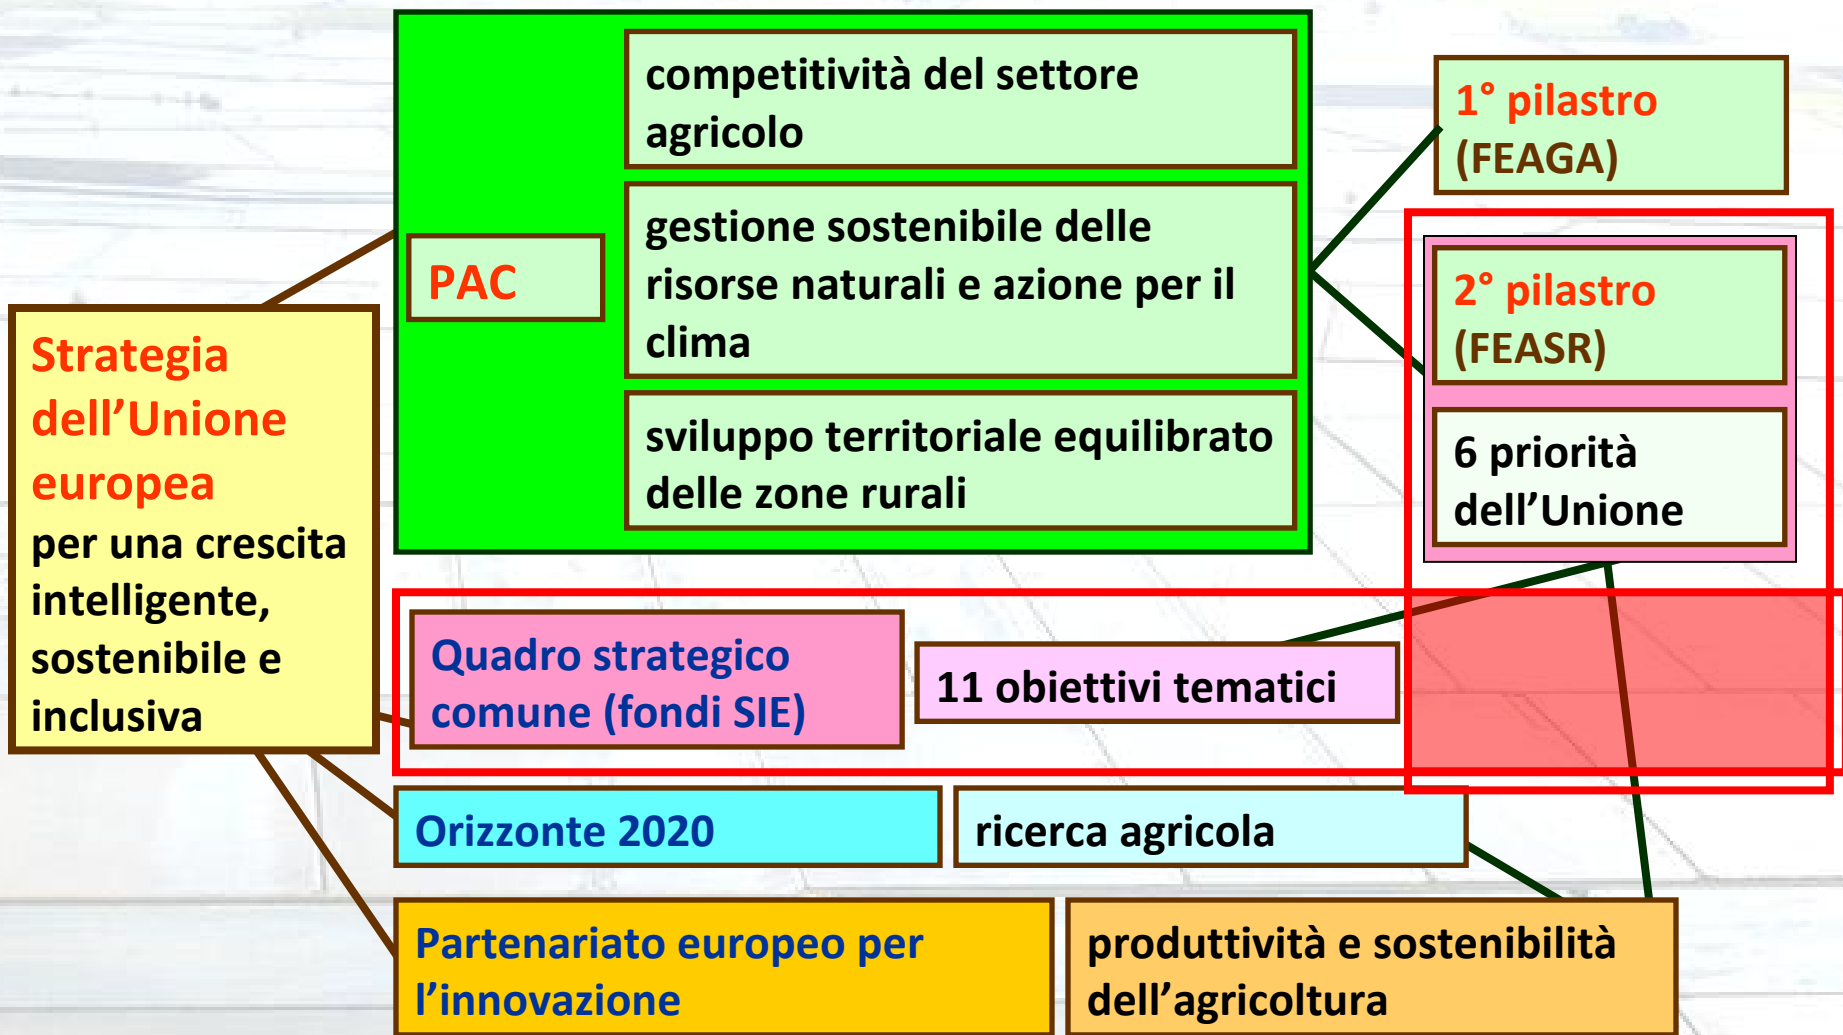 Strategia
dell’Unione
europea
per una crescita
intelligente,
sostenibile e
inclusiva
PAC
competitività del settore
agricolo
gestione sostenibile delle
risorse naturali e azione per il
clima
sviluppo territoriale equilibrato
delle zone rurali
1° pilastro
(FEAGA)
2° pilastro
(FEASR)
6 priorità
dell’Unione
Quadro strategico
comune (fondi SIE)
11 obiettivi tematici
Orizzonte 2020
ricerca agricola
Partenariato europeo per
l’innovazione
produttività e sostenibilità
dell’agricoltura